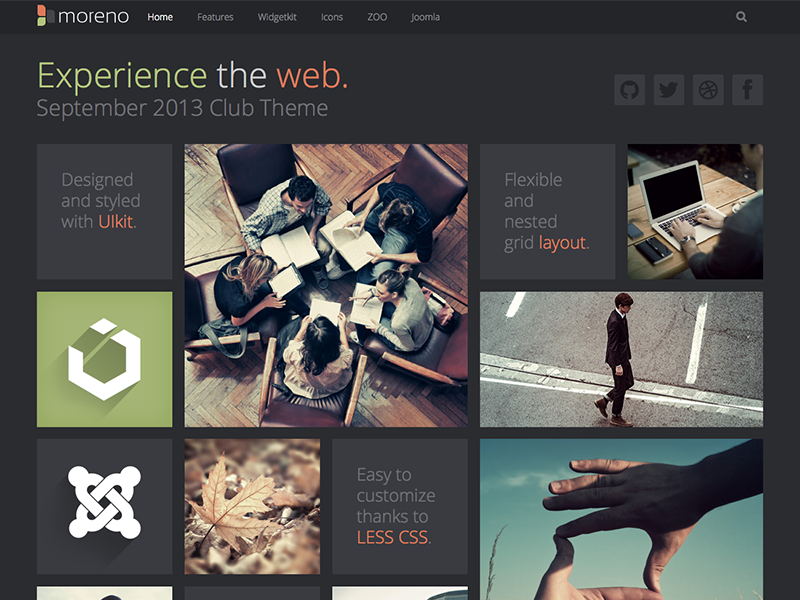 moreno
Home Features Widgetkit Icons ZOO Joomla
Experience the web.
September 2013 Club Theme
Designed
and styled
with UIkit.
Flexible
and
nested
grid layout.
Easy to
customize
thanks to
LESS CSS.